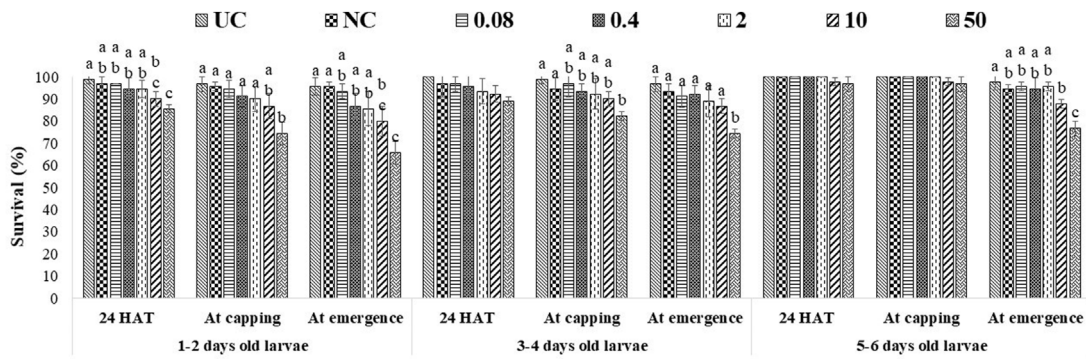 UC NC 0.08 0.4 2 10 50
a a a a a b
a b b a a b c c
a a a a a a b
a a a b a a b c c
a a a a a a
a b a b b b b b
a a a a a a b
a a a a
a b b b b b c
Survival (%)
100
90
80
70
60
50
40
30
20
10
0
24 HAT At capping At emergence 24 HAT At capping At emergence 24 HAT At capping At emergence
1-2 days old larvae 3-4 days old larvae 5-6 days old larvae